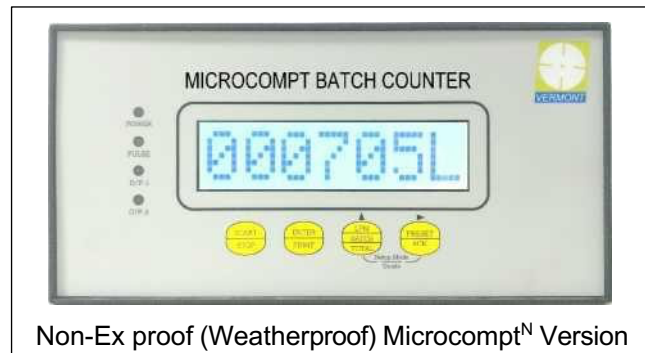 MICROCOMPT BATCH COUNTER
VERMONT
POWER
PULSE
O/P 1
O/P 2
000705L
START
STOP
ENTER
PRINT
LPM
BATCH
TOTAL
PRESET
ACK
Setup Mode
Non-Ex proof (Weatherproof) Microcompt^N Version